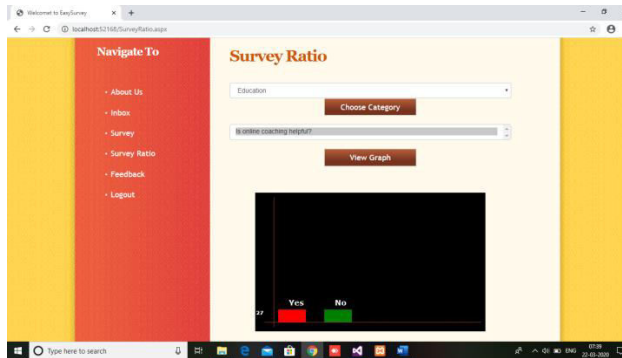 Welcomet to EasySurvey
localhost:52168/SurveyRatio.aspx
Navigate To
Survey Ratio
• About Us
• Inbox
• Survey
• Survey Ratio
• Feedback
• Logout
Education
Choose Category
Is online coaching helpful?
View Graph
Yes No
27
Type here to search
ENG
07:39
22-03-2020